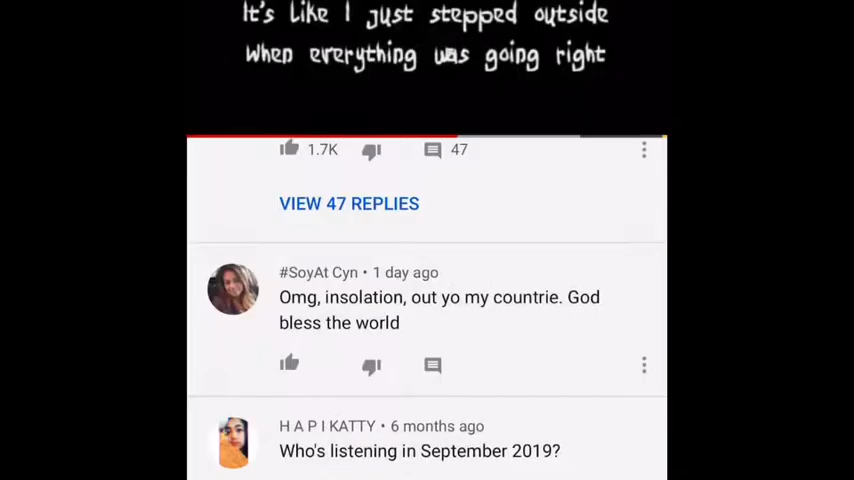 It's like I just stepped outside
When everything was going right
1.7K 47
VIEW 47 REPLIES
#SoyAt Cyn • 1 day ago
Omg, insolation, out yo my countrie. God
bless the world
H A P I KATTY • 6 months ago
Who's listening in September 2019?